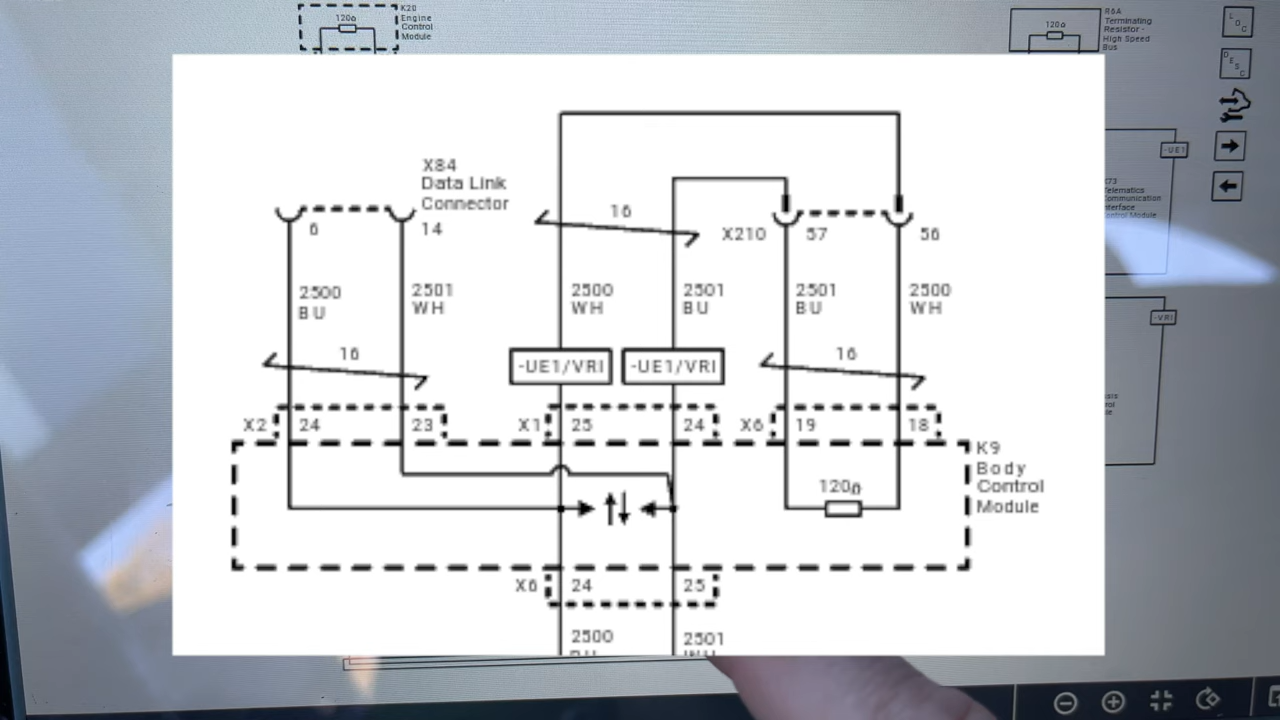 K20
Engine
Control
Module
120Ω
R6A
Terminating
Resistor -
High Speed
Bus
120Ω
LOC
DESC
X84
Data Link
Connector
6
14
16
X210
57
56
2500
BU
2501
WH
2500
WH
2501
BU
2501
BU
2500
WH
16
16
-UE1/VRI
-UE1/VRI
X2
24
23
X1
25
24
X6
19
18
K9
Body
Control
Module
120Ω
X6
24
25
2500
2501
-UE1
Telematics
Communication
Interface
Control Module
-VRI